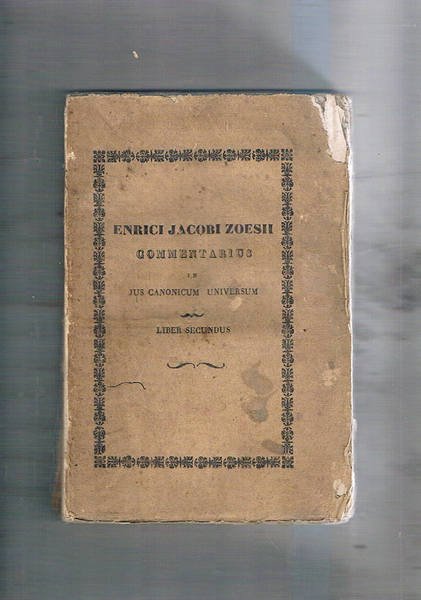 ENRICI JACOBI ZOESII
COMMENTARIUS
IN
JUS CANONICUM UNIVERSUM
LIBER SECUNDUS